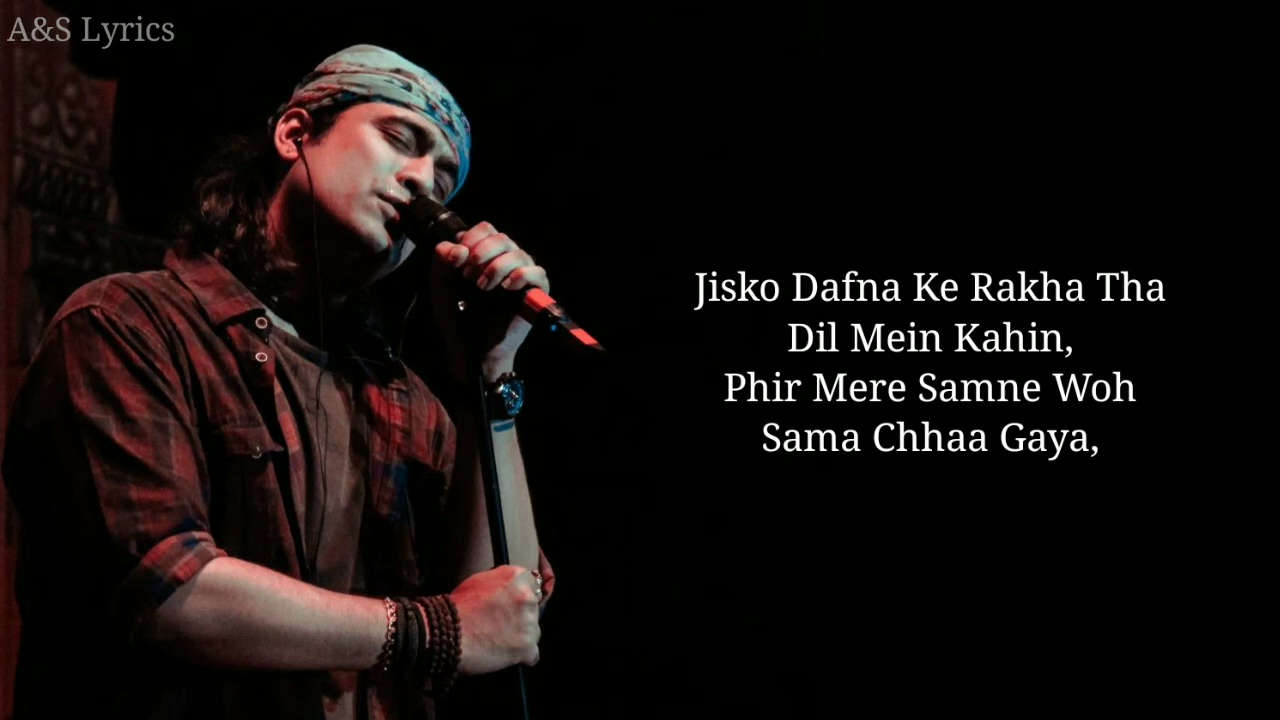 A&S Lyrics
Jisko Dafna Ke Rakha Tha
Dil Mein Kahin,
Phir Mere Samne Woh
Sama Chhaa Gaya,